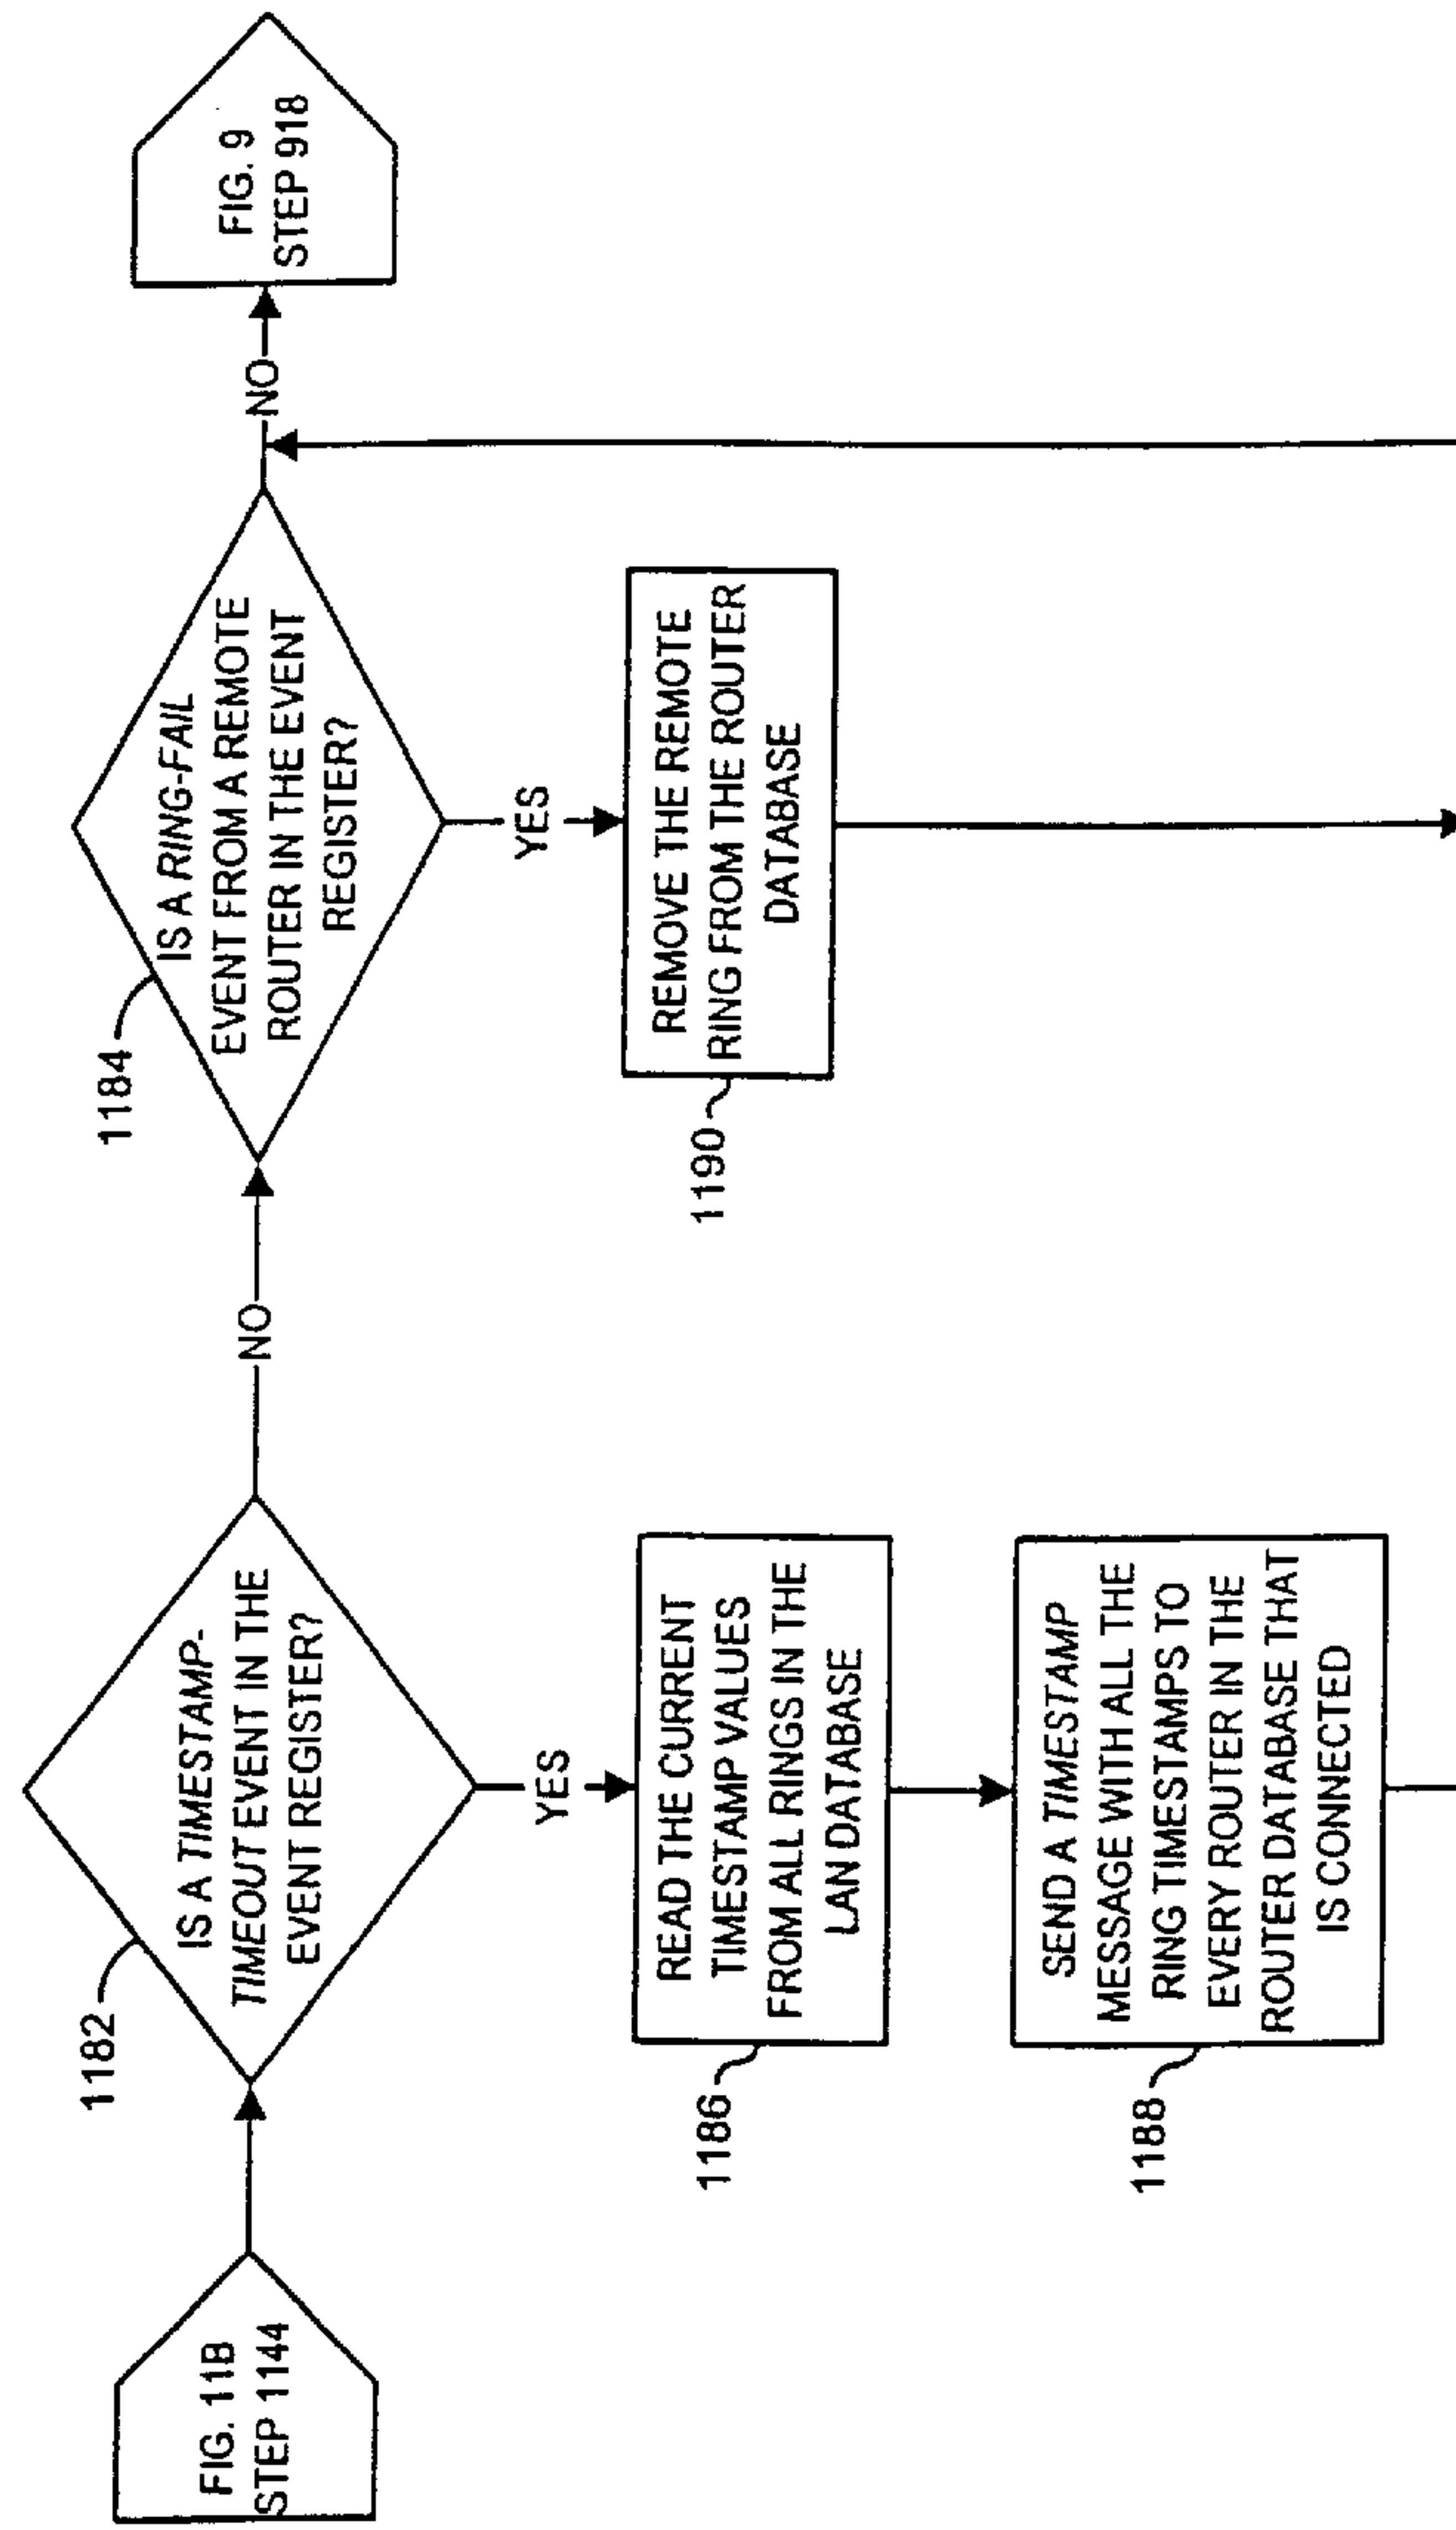 FIG. 11B
STEP 1144
1182
IS A TIMESTAMP-
TIMEOUT EVENT IN THE
EVENT REGISTER?
NO
1184
IS A RING-FAIL
EVENT FROM A REMOTE
ROUTER IN THE EVENT
REGISTER?
NO
FIG. 9
STEP 918
YES
1186
READ THE CURRENT
TIMESTAMP VALUES
FROM ALL RINGS IN THE
LAN DATABASE
YES
1190
REMOVE THE REMOTE
RING FROM THE ROUTER
DATABASE
1188
SEND A TIMESTAMP
MESSAGE WITH ALL THE
RING TIMESTAMPS TO
EVERY ROUTER IN THE
ROUTER DATABASE THAT
IS CONNECTED